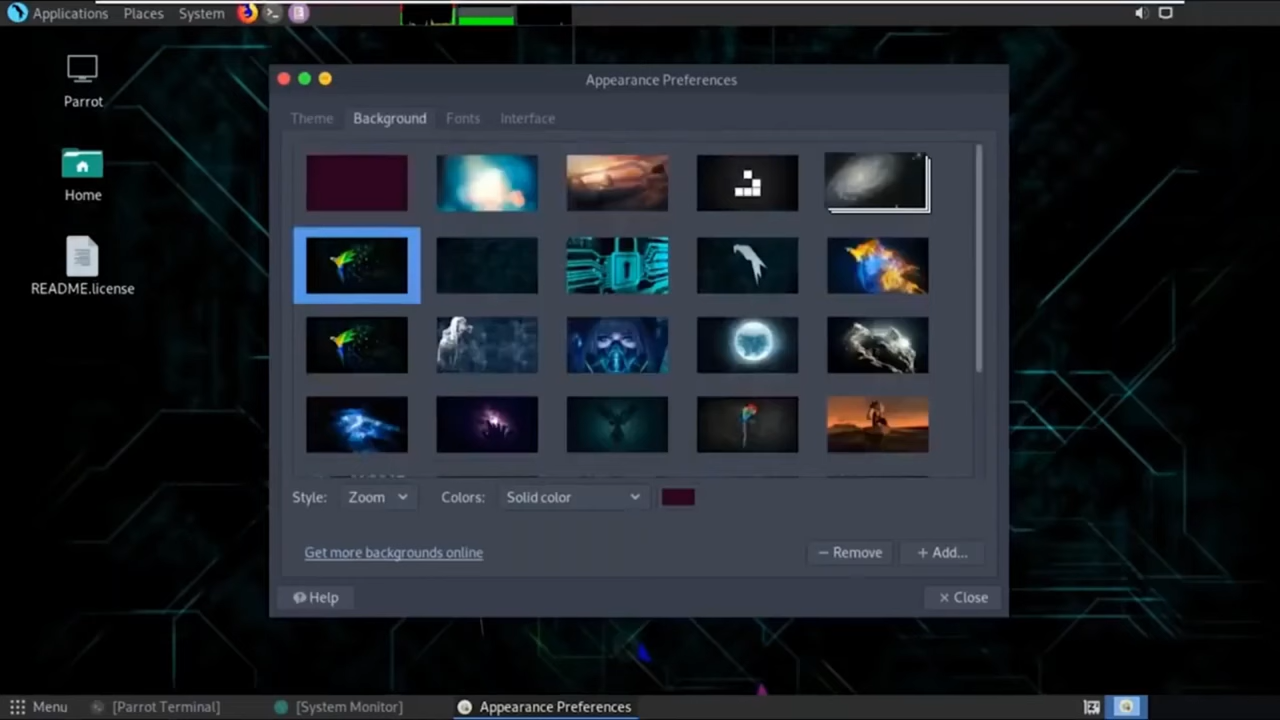 Applications Places System
Appearance Preferences
Theme Background Fonts Interface
Parrot
Home
README.license
Style: Zoom Colors: Solid color
Get more backgrounds online
Remove
Add...
Help
Close
Menu [Parrot Terminal] [System Monitor] Appearance Preferences